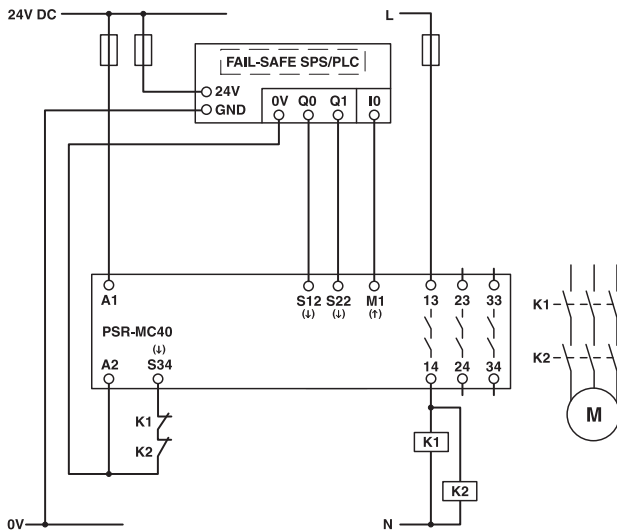 24V DC
L
FAIL-SAFE SPS/PLC
24V
GND
0V Q0 Q1 I0
A1 S12 S22 M1 13 23 33
(↓) (↓) (↑)
PSR-MC40
(↓)
A2 S34 14 24 34
K1
K2
K1
K2
K1
K2
M
0V
N